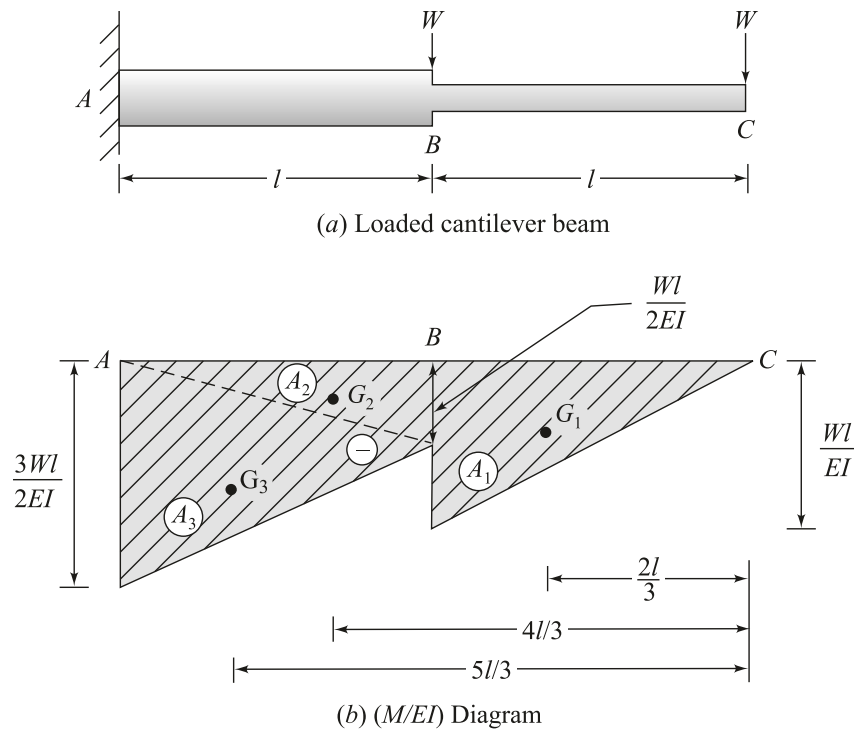 W W
A
B
C
l l
(a) Loaded cantilever beam
Wl
2EI
A B C
A₂ G₂
G₁
3Wl
2EI
Wl
EI
−
A₁
G₃
A₃
2l
3
4l/3
5l/3
(b) (M/EI) Diagram